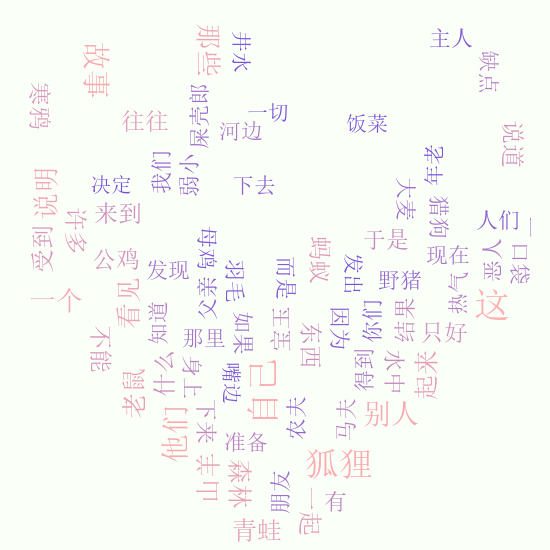 那些
井水
主人
故事
缺点
寒鸦
屎壳郎
一切
往往
河边
饭菜
说道
我们
弱小
决定
下去
母牛
大麦
猎狗
说明
许多
来到
受到
人们
一口袋
恶人
母鸡
于是
蚂蚁
公鸡
发现
父亲
羽毛
而是
发出
野猪
现在
热气
一个
看见
知道
那里
如果
宝玉
东西
因为
你们
结果
只好
这
不能
老鼠
什么
身上
嘴边
自己
得到
水中
起来
他们
下来
准备
农夫
马夫
别人
山羊
森林
朋友
狐狸
一有
青蛙
一起